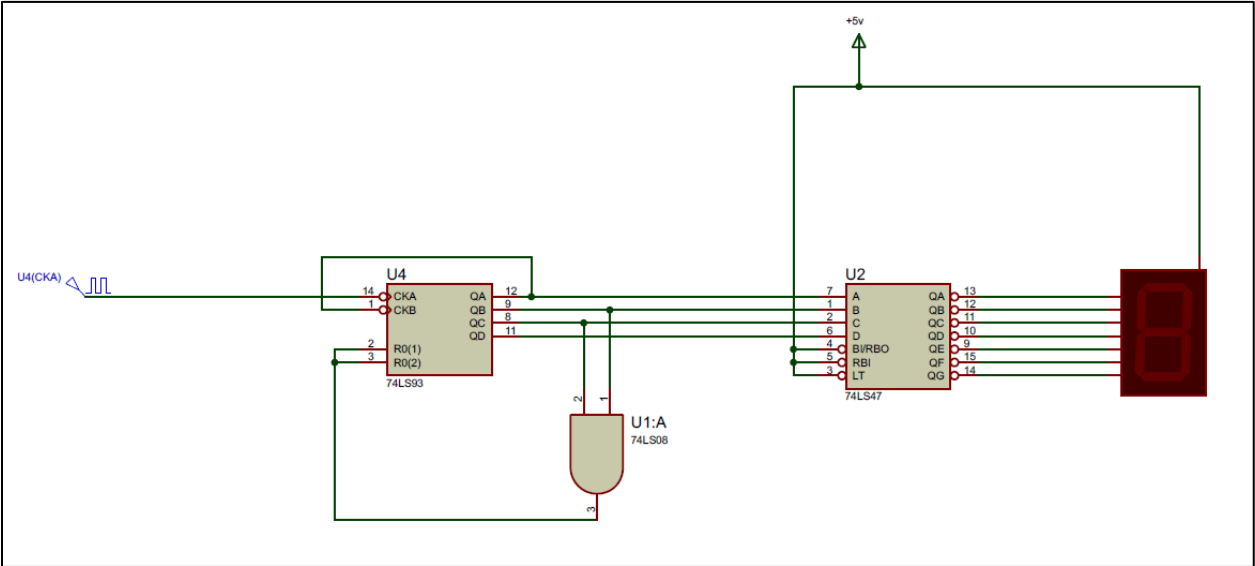 +5v
U4(CKA)
U4
14 CKA QA 12
1 CKB QB 9
QC 8
QD 11
2 R0(1)
3 R0(2)
74LS93
2 1
U1:A
74LS08
3
U2
7 A QA 13
1 B QB 12
2 C QC 11
6 D QD 10
4 BI/RBO QE 9
5 RBI QF 15
3 LT QG 14
74LS47